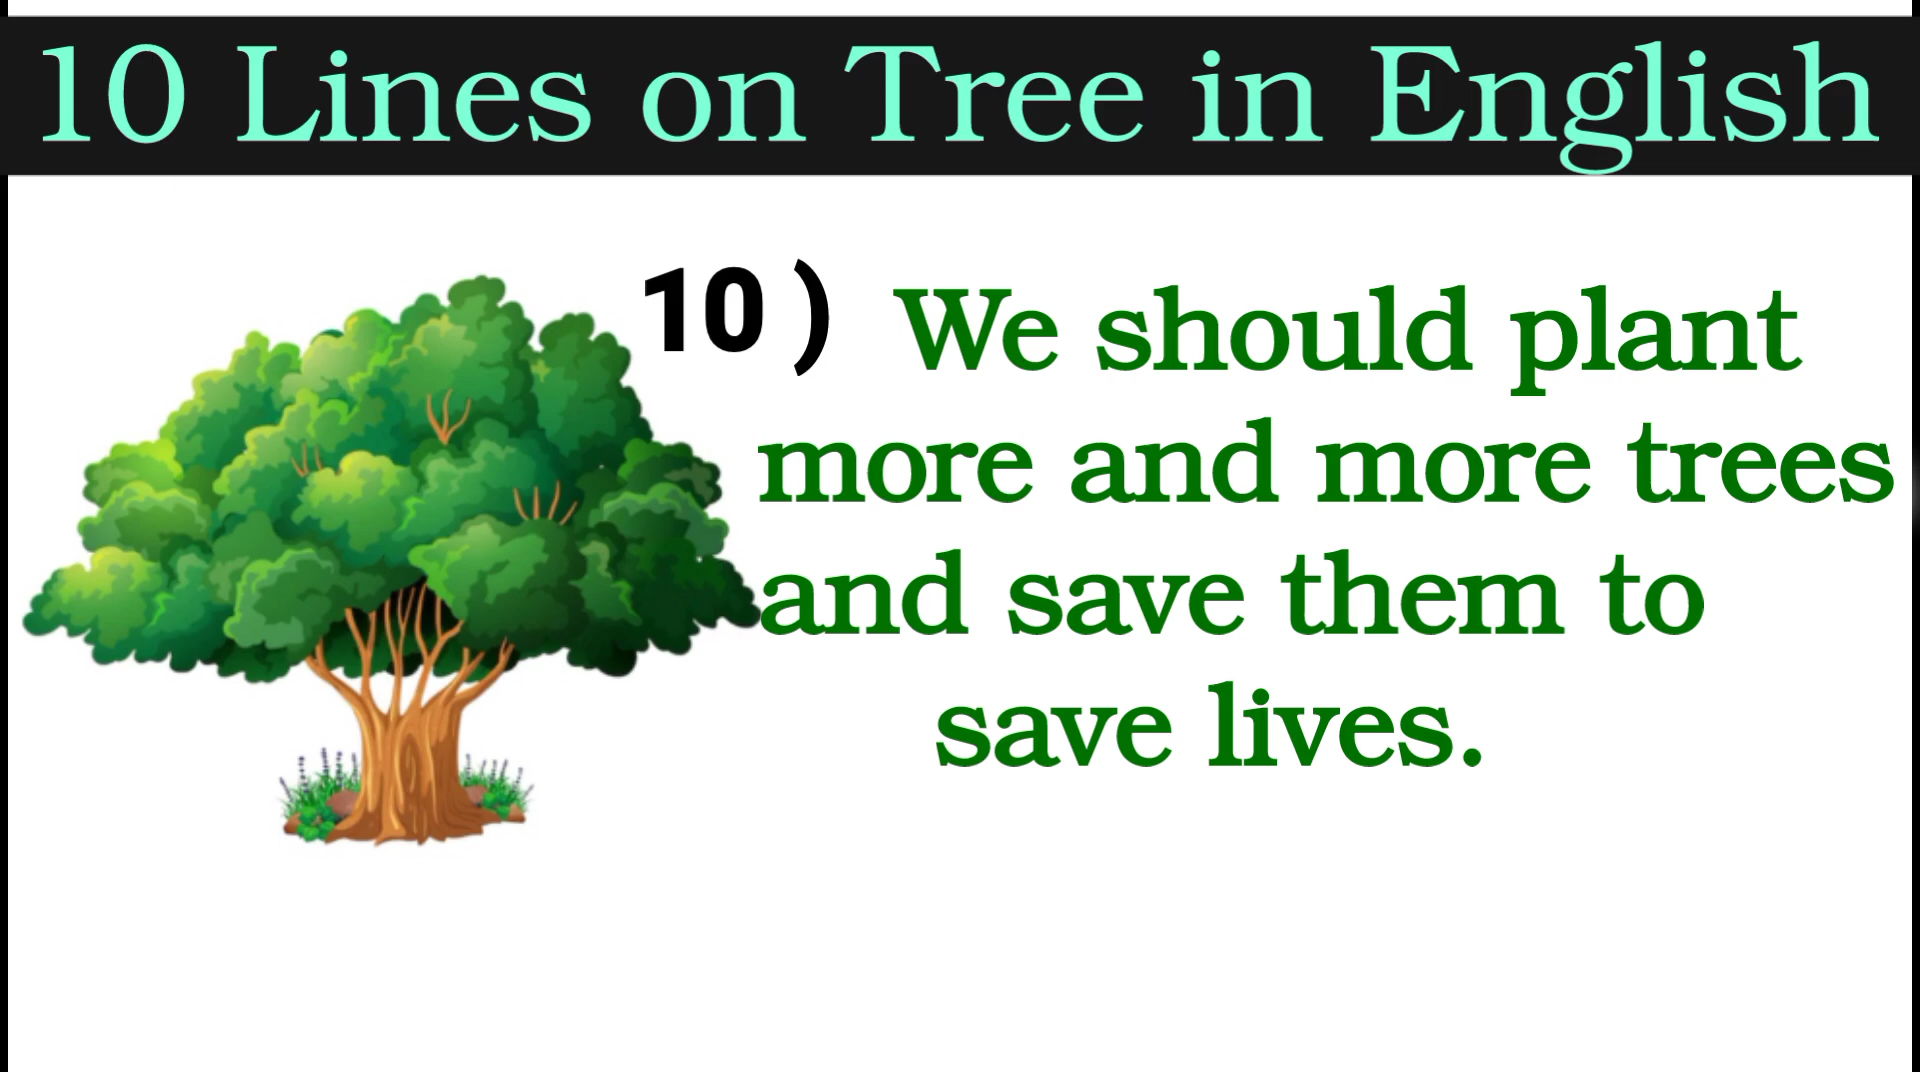 10 Lines on Tree in English
10 ) We should plant
more and more trees
and save them to
save lives.